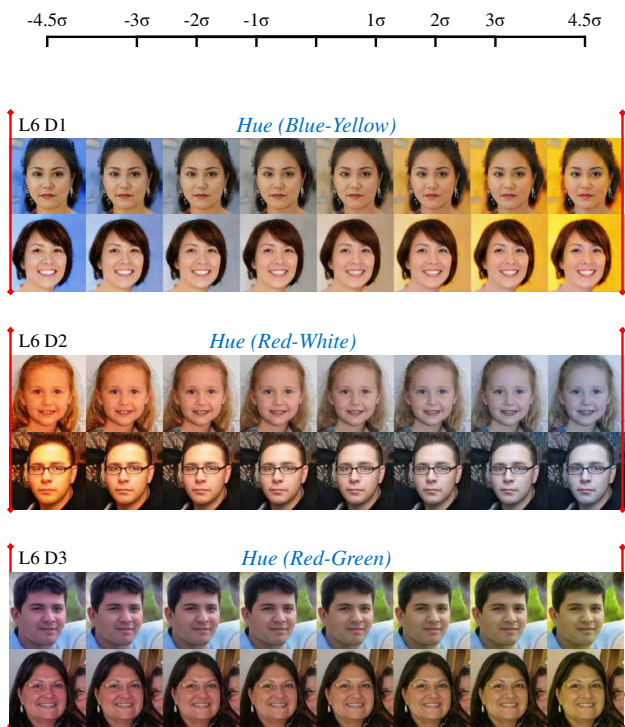 -4.5σ -3σ -2σ -1σ 1σ 2σ 3σ 4.5σ
L6 D1 Hue (Blue-Yellow)
L6 D2 Hue (Red-White)
L6 D3 Hue (Red-Green)